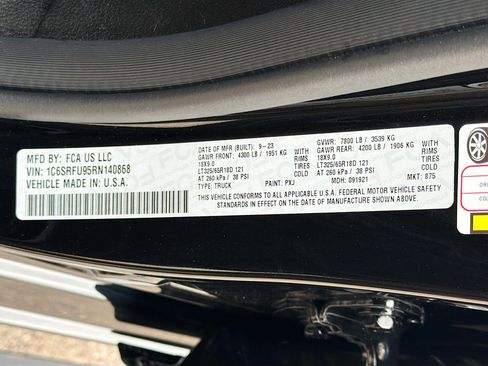 MFD BY: FCA US LLC
VIN: 1C6SRFU95RN140868
VEHICLE MADE IN U.S.A.
DATE OF MFR (BUILT): 9-23
GAWR FRONT: 4300 LB / 1951 KG
18X9.0 RIMS
LT325/65R18D 121 TIRES
AT 260 kPa / 38 PSI COLD
TYPE: TRUCK PAINT: PXJ
GVWR: 7800 LB / 3539 KG
GAWR REAR: 4200 LB / 1906 KG
18X9.0 RIMS
LT325/65R18D 121 TIRES
AT 260 kPa / 38 PSI COLD
MDH: 091921 MKT: 875
THIS VEHICLE CONFORMS TO ALL APPLICABLE FEDERAL MOTOR VEHICLE SAFETY AND THEFT
PREVENTION STANDARDS IN EFFECT ON THE DATE OF MANUFACTURE SHOWN ABOVE.